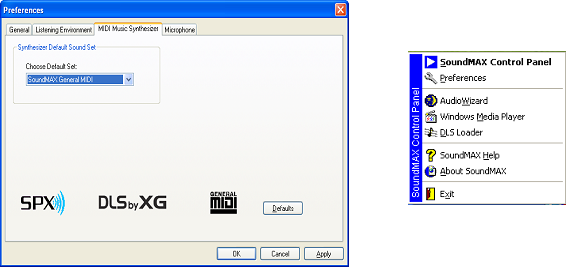 Preferences
General Listening Environment MIDI Music Synthesizer Microphone
Synthesizer Default Sound Set
Choose Default Set:
SoundMAX General MIDI
SPX DLS by XG GENERAL MIDI
Defaults
OK Cancel Apply
SoundMAX Control Panel
SoundMAX Control Panel
Preferences
AudioWizard
Windows Media Player
DLS Loader
SoundMAX Help
About SoundMAX
Exit